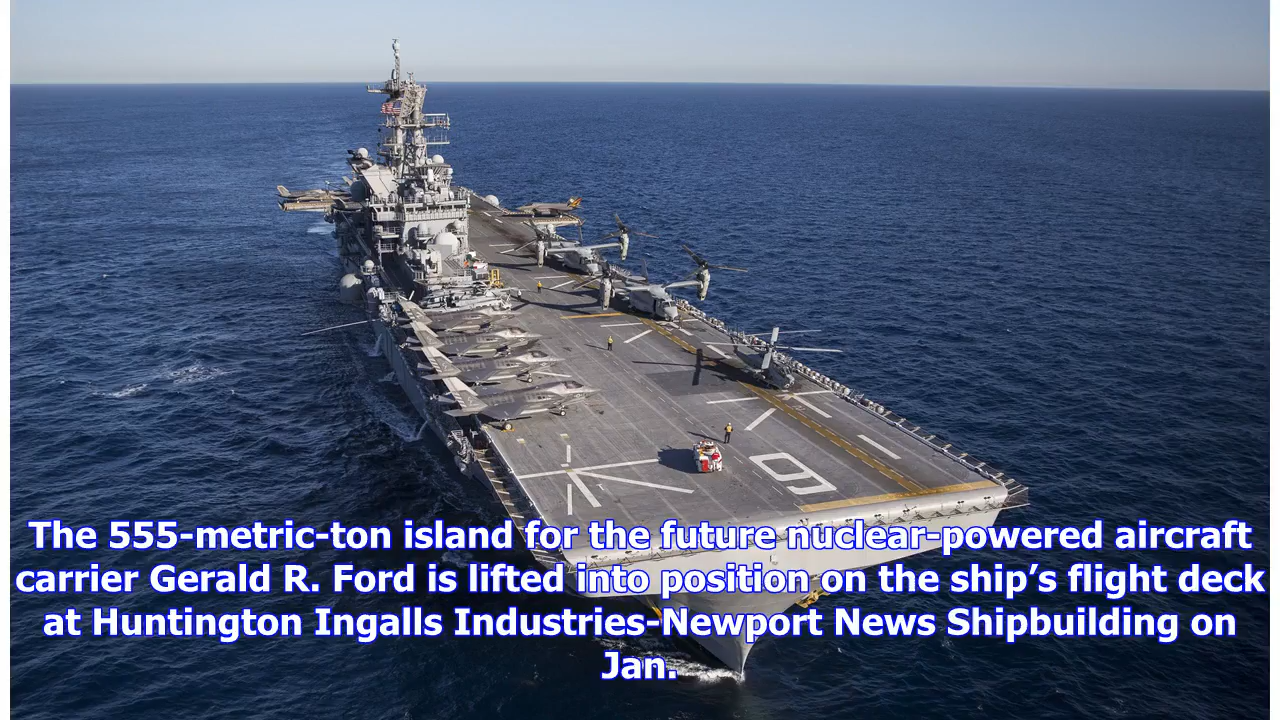 6
The 555-metric-ton island for the future nuclear-powered aircraft
carrier Gerald R. Ford is lifted into position on the ship’s flight deck
at Huntington Ingalls Industries-Newport News Shipbuilding on
Jan.